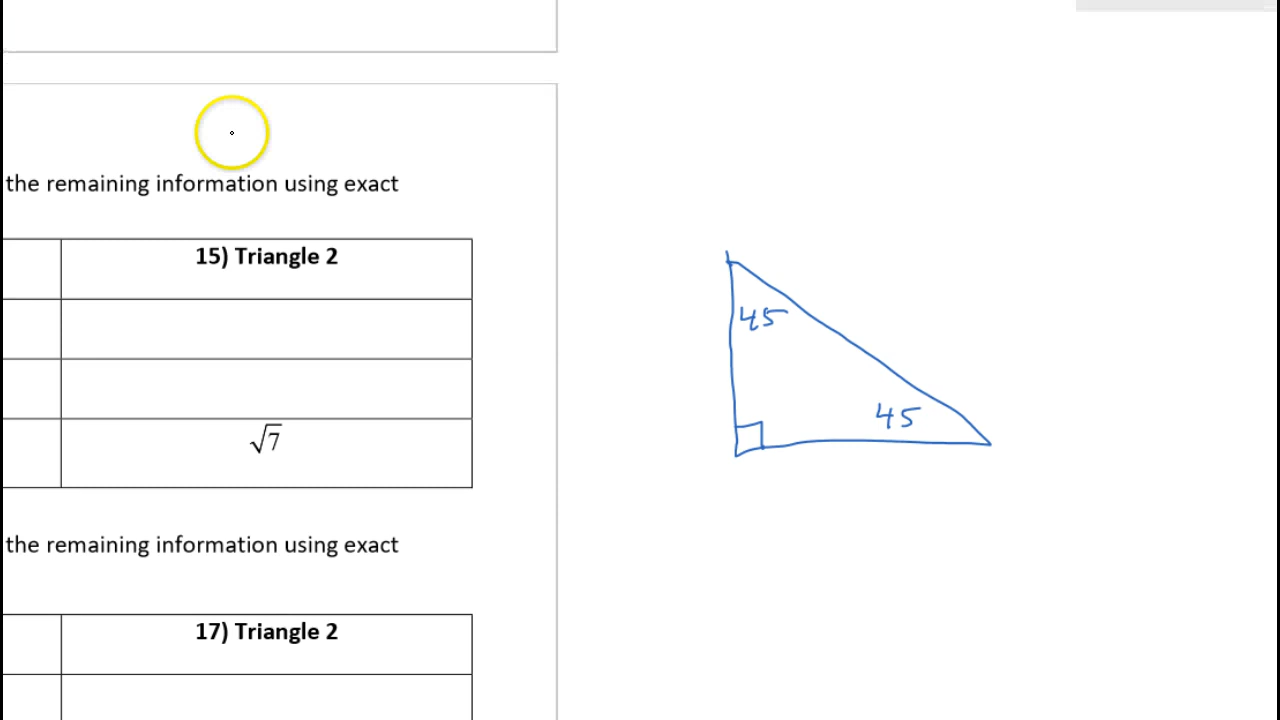 the remaining information using exact
15) Triangle 2
45
45
√7
the remaining information using exact
17) Triangle 2